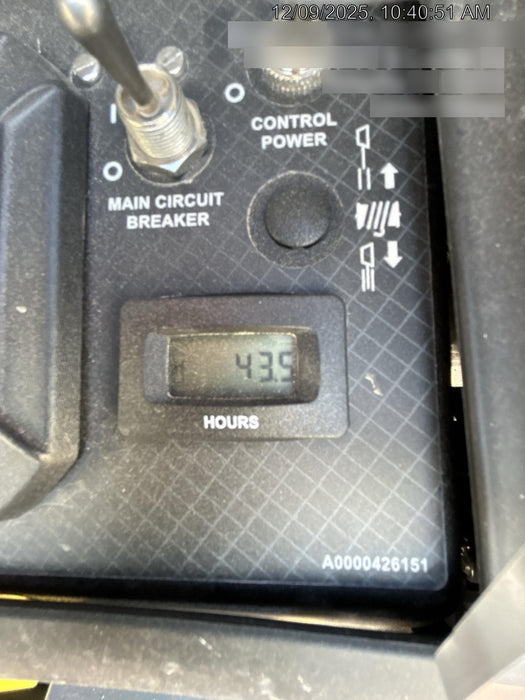 12/09/2025, 10:40:51 AM
I
O
O
CONTROL
POWER
MAIN CIRCUIT
BREAKER
43.5
HOURS
A0000426151